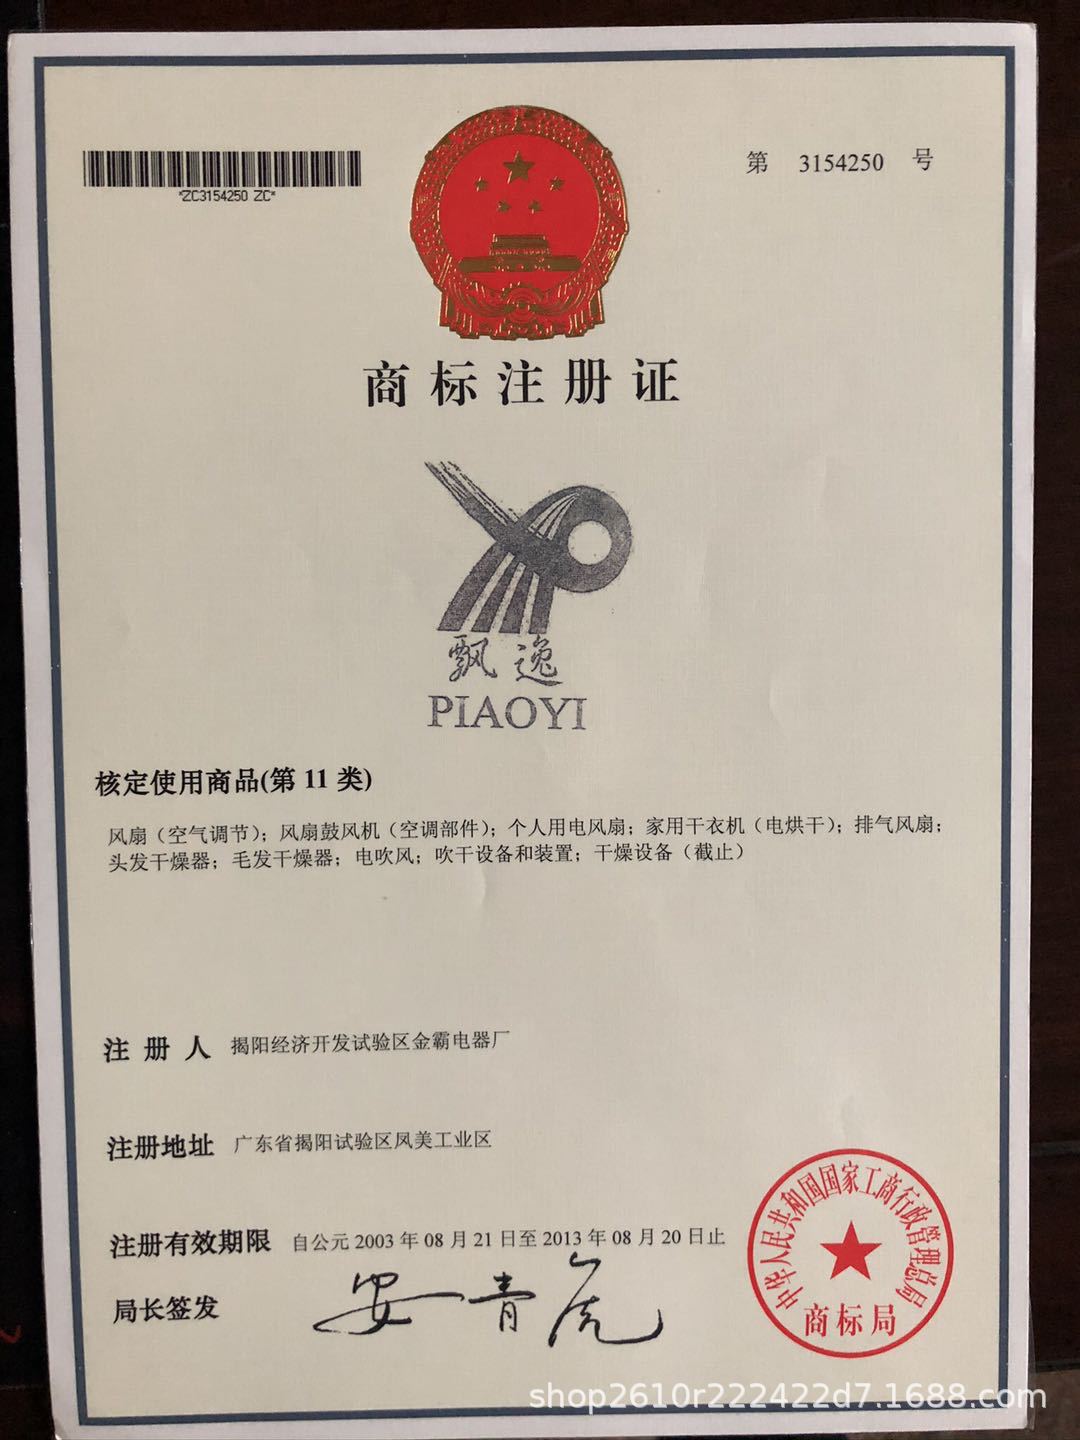 *ZC3154250 ZC*
第 3154250 号
商标注册证
飘逸
PIAOYI
核定使用商品(第 11 类)
风扇（空气调节）；风扇鼓风机（空调部件）；个人用电风扇；家用干衣机（电烘干）；排气风扇；
头发干燥器；毛发干燥器；电吹风；吹干设备和装置；干燥设备（截止）
注 册 人 揭阳经济开发试验区金霸电器厂
注册地址 广东省揭阳试验区凤美工业区
注册有效期限 自公元 2003 年 08 月 21 日至 2013 年 08 月 20 日止
局长签发 安青虎
中华人民共和国国家工商行政管理总局
商标局
shop2610r222422d7.1688.com